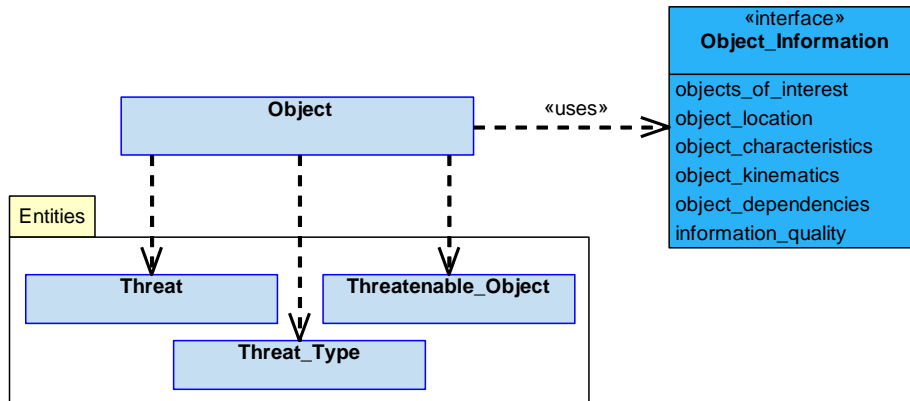 «interface»
Object_Information
objects_of_interest
object_location
object_characteristics
object_kinematics
object_dependencies
information_quality
Object
«uses»
Entities
Threat
Threatenable_Object
Threat_Type